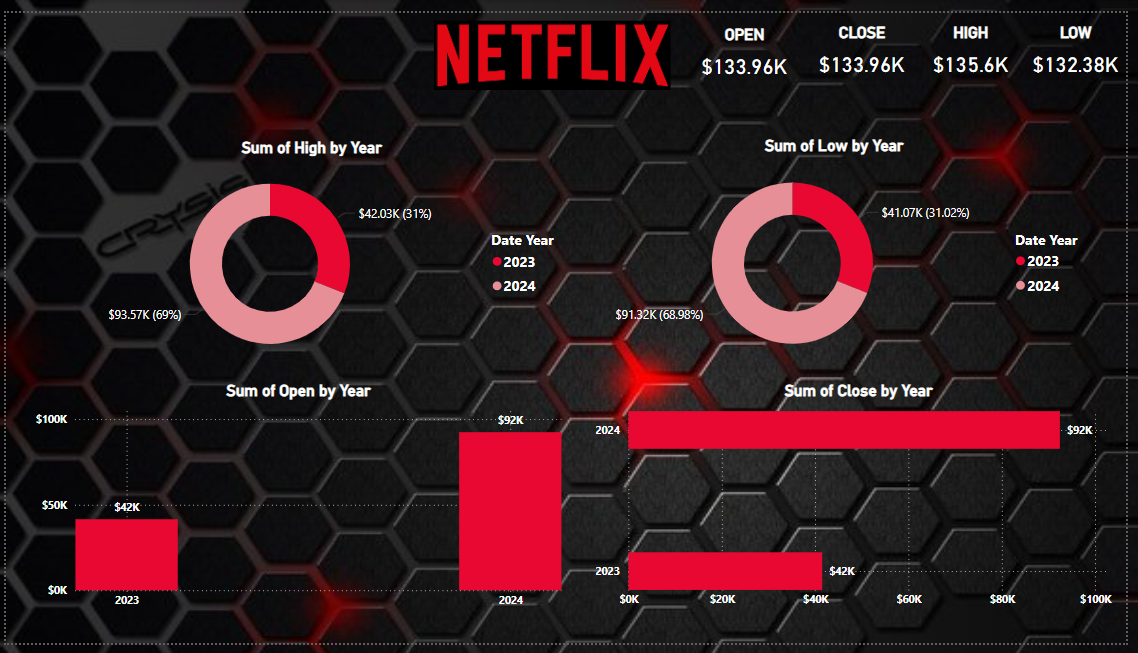 NETFLIX
OPEN
$133.96K
CLOSE
$133.96K
HIGH
$135.6K
LOW
$132.38K
Sum of High by Year
$42.03K (31%)
$93.57K (69%)
Date Year
2023
2024
Sum of Low by Year
$41.07K (31.02%)
$91.32K (68.98%)
Date Year
2023
2024
CRYSIS
Sum of Open by Year
$100K
$50K
$0K
$42K
$92K
2023
2024
Sum of Close by Year
2024
$92K
2023
$42K
$0K
$20K
$40K
$60K
$80K
$100K